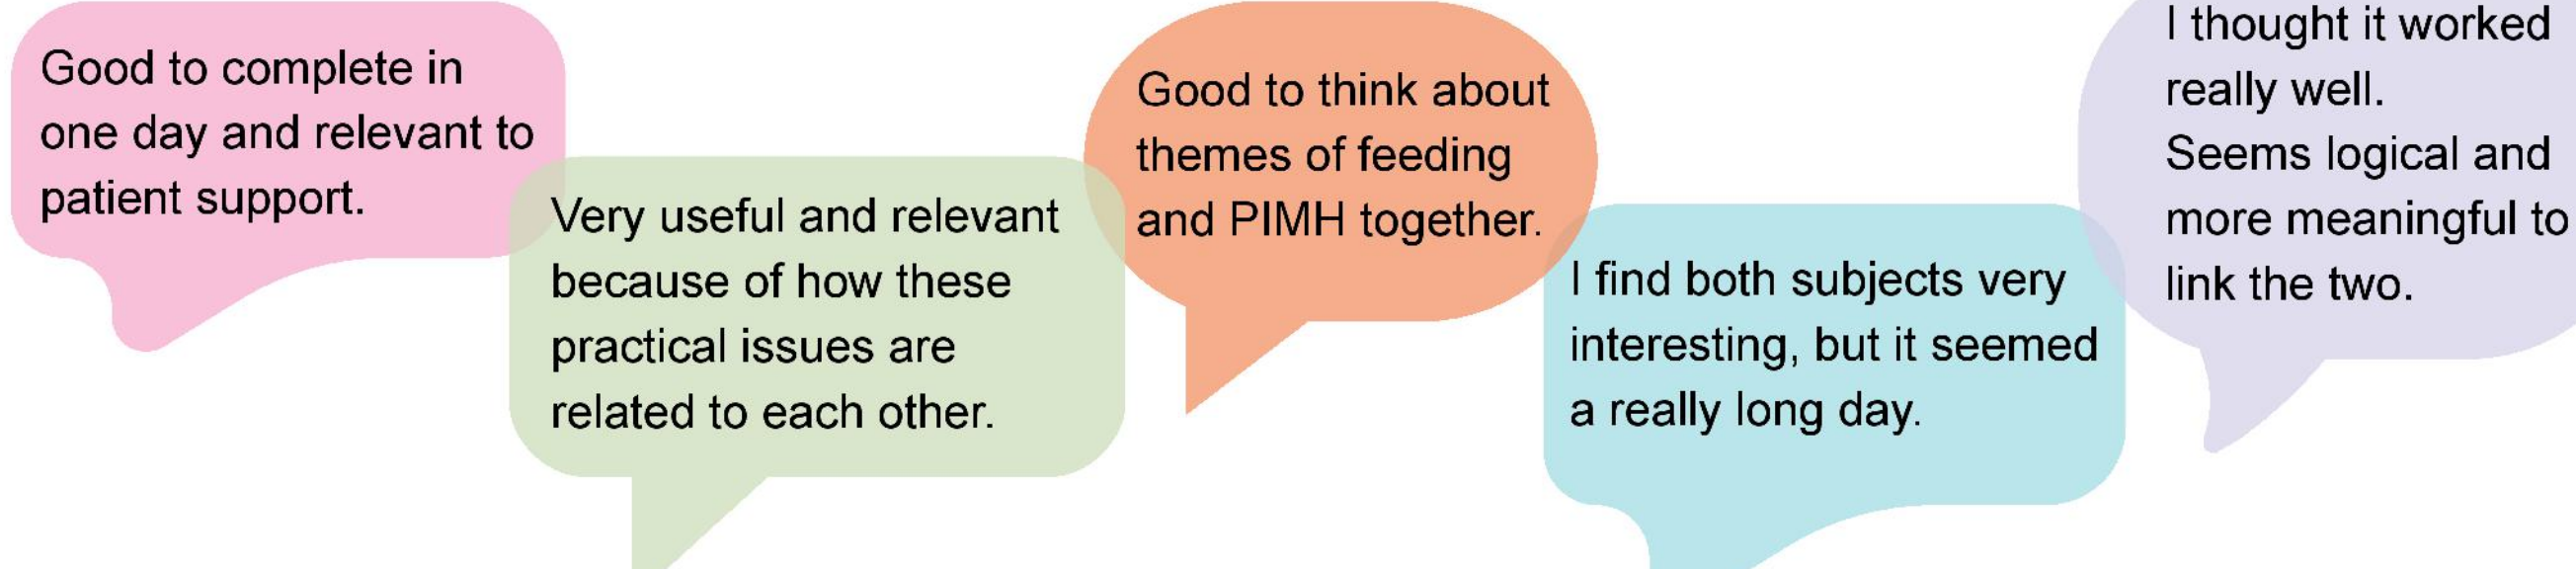 Good to complete in
one day and relevant to
patient support.
Very useful and relevant
because of how these
practical issues are
related to each other.
Good to think about
themes of feeding
and PIMH together.
I find both subjects very
interesting, but it seemed
a really long day.
I thought it worked
really well.
Seems logical and
more meaningful to
link the two.